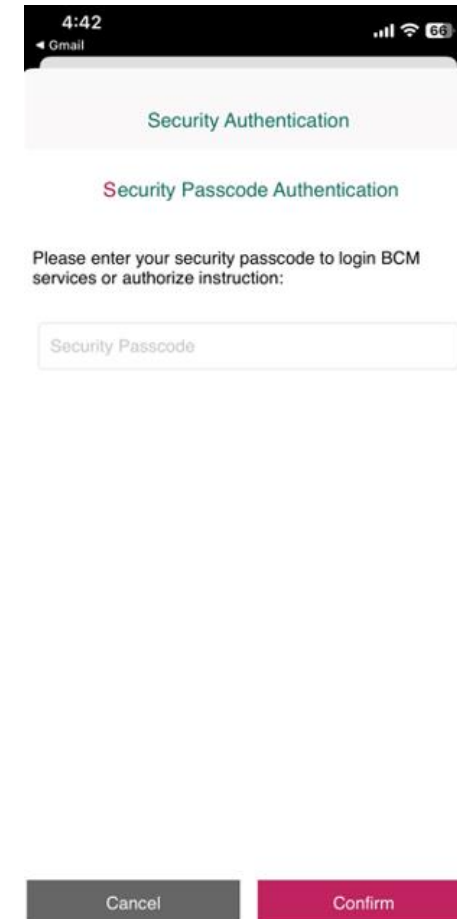 4:42
66
◀ Gmail
Security Authentication
Security Passcode Authentication
Please enter your security passcode to login BCM
services or authorize instruction:
Security Passcode
Cancel
Confirm